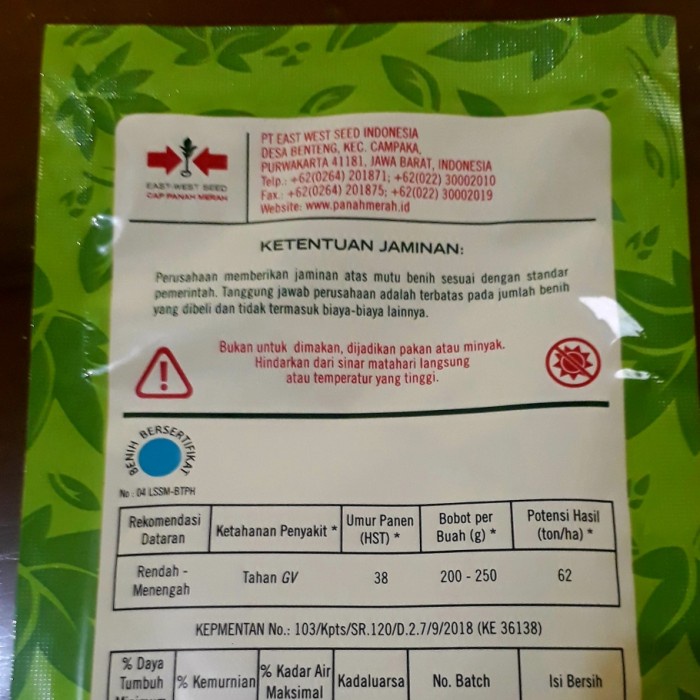 PT EAST WEST SEED INDONESIA
DESA BENTENG, KEC. CAMPAKA,
PURWAKARTA 41181, JAWA BARAT, INDONESIA
Telp.: +62(0264) 201871; +62(022) 30002010
Fax.: +62(0264) 201875; +62(022) 30002019
Website: www.panahmerah.id
EAST-WEST SEED
CAP PANAH MERAH
KETENTUAN JAMINAN:
Perusahaan memberikan jaminan atas mutu benih sesuai dengan standar
pemerintah. Tanggung jawab perusahaan adalah terbatas pada jumlah benih
yang dibeli dan tidak termasuk biaya-biaya lainnya.
Bukan untuk dimakan, dijadikan pakan atau minyak.
Hindarkan dari sinar matahari langsung
atau temperatur yang tinggi.
BENIH BERSERTIFIKAT
No : 04 LSSM-BTPH
Rekomendasi Dataran Ketahanan Penyakit * Umur Panen (HST) * Bobot per Buah (g) * Potensi Hasil (ton/ha) *
Rendah - Menengah Tahan GV 38 200 - 250 62
KEPMENTAN No.: 103/Kpts/SR.120/D.2.7/9/2018 (KE 36138)
% Daya Tumbuh Minimum % Kemurnian % Kadar Air Maksimal Kadaluarsa No. Batch Isi Bersih